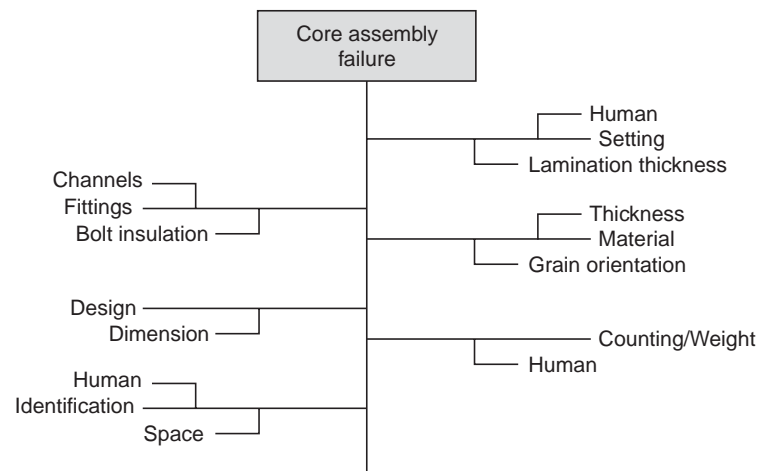 Core assembly
failure
Human
Setting
Lamination thickness
Channels
Fittings
Bolt insulation
Thickness
Material
Grain orientation
Design
Dimension
Counting/Weight
Human
Human
Identification
Space